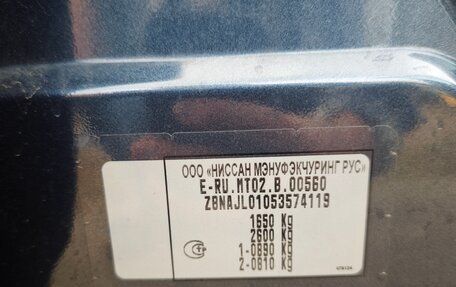 ООО «НИССАН МЭНУФЭКЧУРИНГ РУС»
E-RU.MT02.B.00560
Z8NAJL01053574119
1650 Kg
2600 Kg
1-0890 Kg
2-0810 Kg